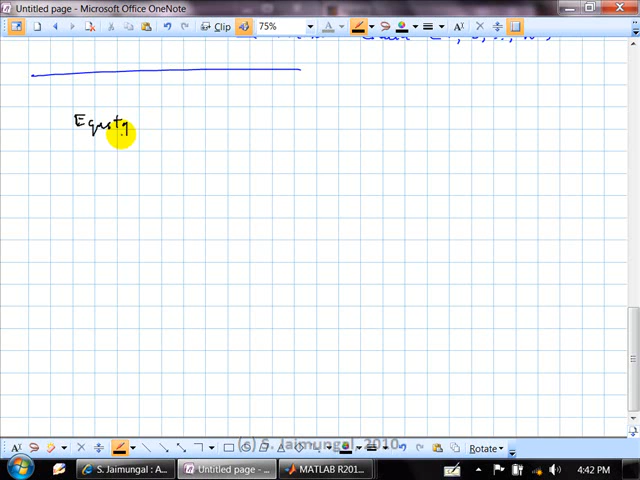 Untitled page - Microsoft Office OneNote
Clip
75%
Equity
(c) S. Jaimungal, 2010
Rotate
S. Jaimungal : A...
Untitled page - ...
MATLAB R201...
4:42 PM